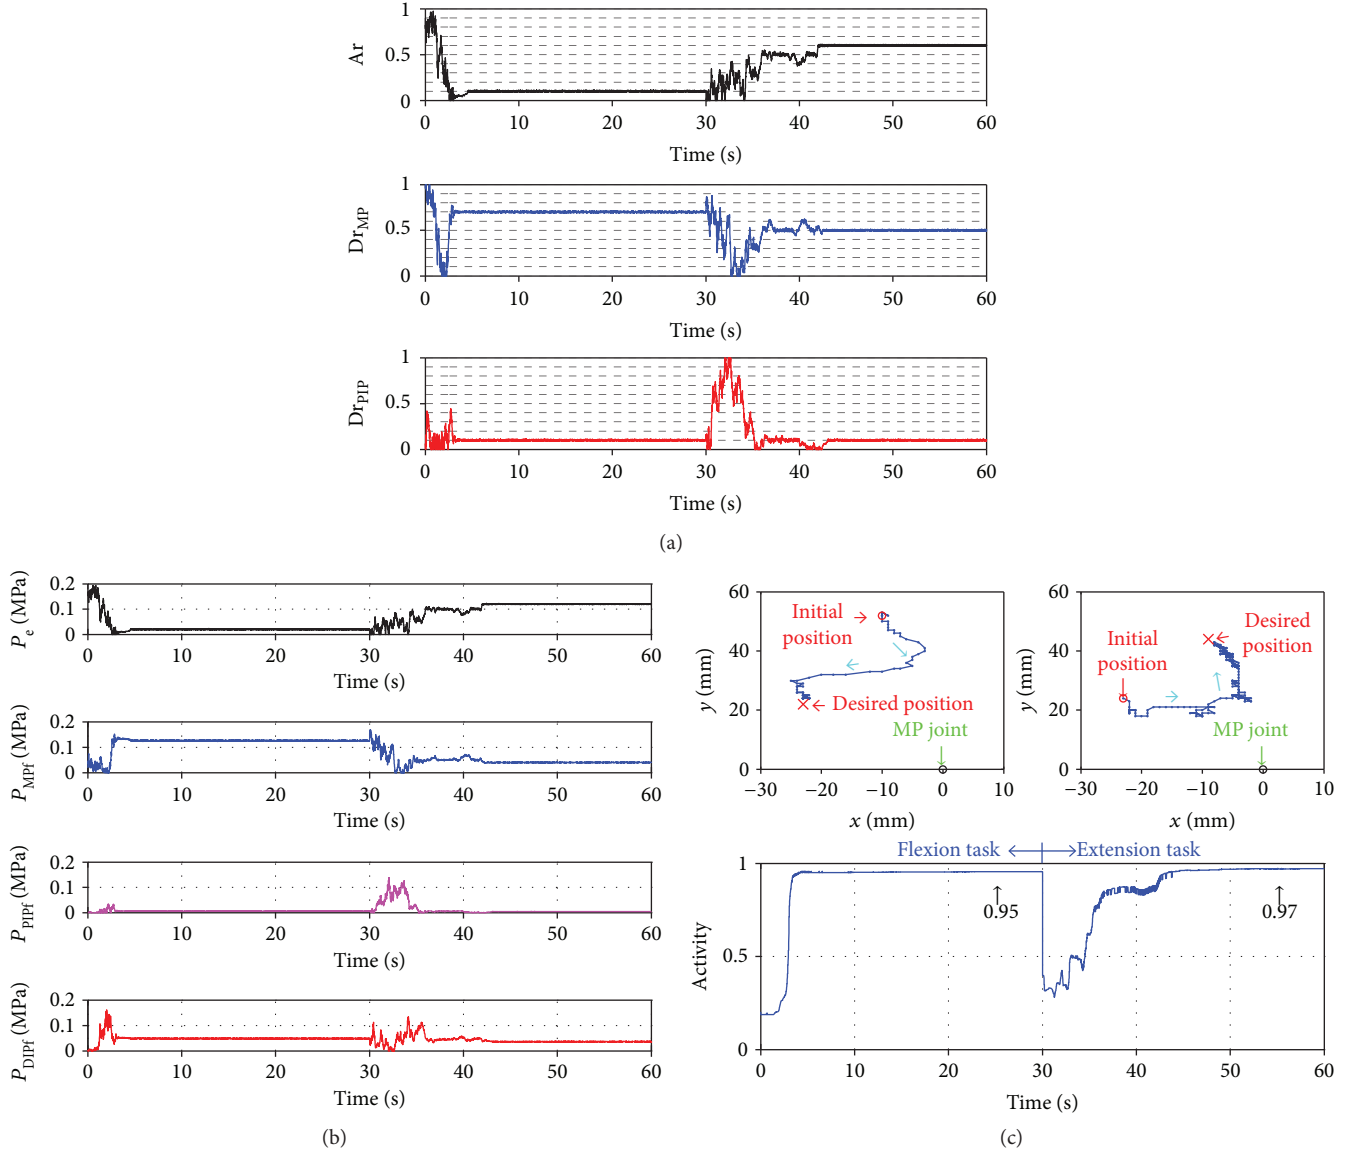 1
Ar
0.5
0
0 10 20 30 40 50 60
Time (s)
1
Dr_MP
0.5
0
0 10 20 30 40 50 60
Time (s)
1
Dr_PIP
0.5
0
0 10 20 30 40 50 60
Time (s)
(a)
0.2
P_e (MPa)
0.1
0
0 10 20 30 40 50 60
Time (s)
0.2
P_MPf (MPa)
0.1
0
0 10 20 30 40 50 60
Time (s)
0.2
P_PIPf (MPa)
0.1
0
0 10 20 30 40 50 60
Time (s)
0.2
P_DIPf (MPa)
0.1
0
0 10 20 30 40 50 60
Time (s)
(b)
60
40
20
0
y (mm)
Initial
position
Desired position
MP joint
−30 −20 −10 0 10
x (mm)
60
40
20
0
y (mm)
Initial
position
Desired
position
MP joint
−30 −20 −10 0 10
x (mm)
Flexion task
Extension task
1
0.5
0
Activity
0.95
0.97
0 10 20 30 40 50 60
Time (s)
(c)